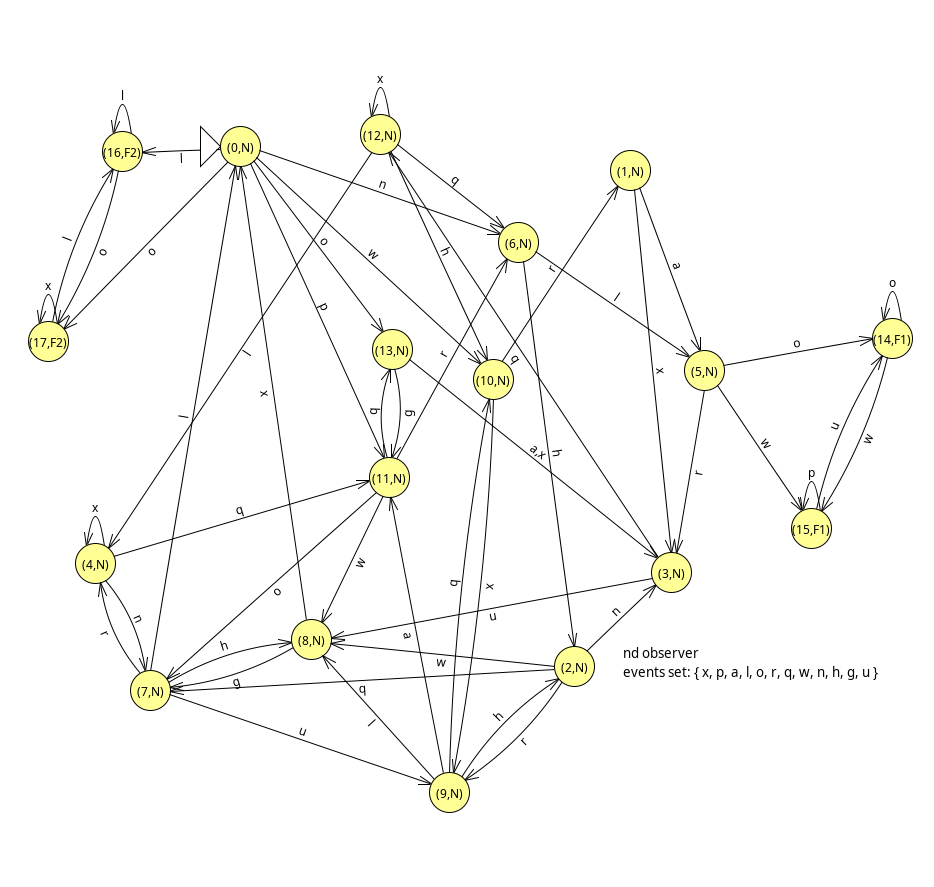 x
l
(12,N)
(0,N)
(16,F2)
l
(1,N)
n
q
(6,N)
l
o
o
o
w
h
r
a
x
l
o
(17,F2)
x
p
l
(13,N)
r
q
(10,N)
x
(5,N)
o
(14,F1)
l
x
q
g
a,x
h
w
u
w
r
p
(11,N)
x
q
(15,F1)
(4,N)
w
o
q
x
(3,N)
n
r
h
(8,N)
a
w
u
n
nd observer
(2,N)
events set: { x, p, a, l, o, r, q, w, n, h, g, u }
(7,N)
g
q
u
l
h
r
(9,N)